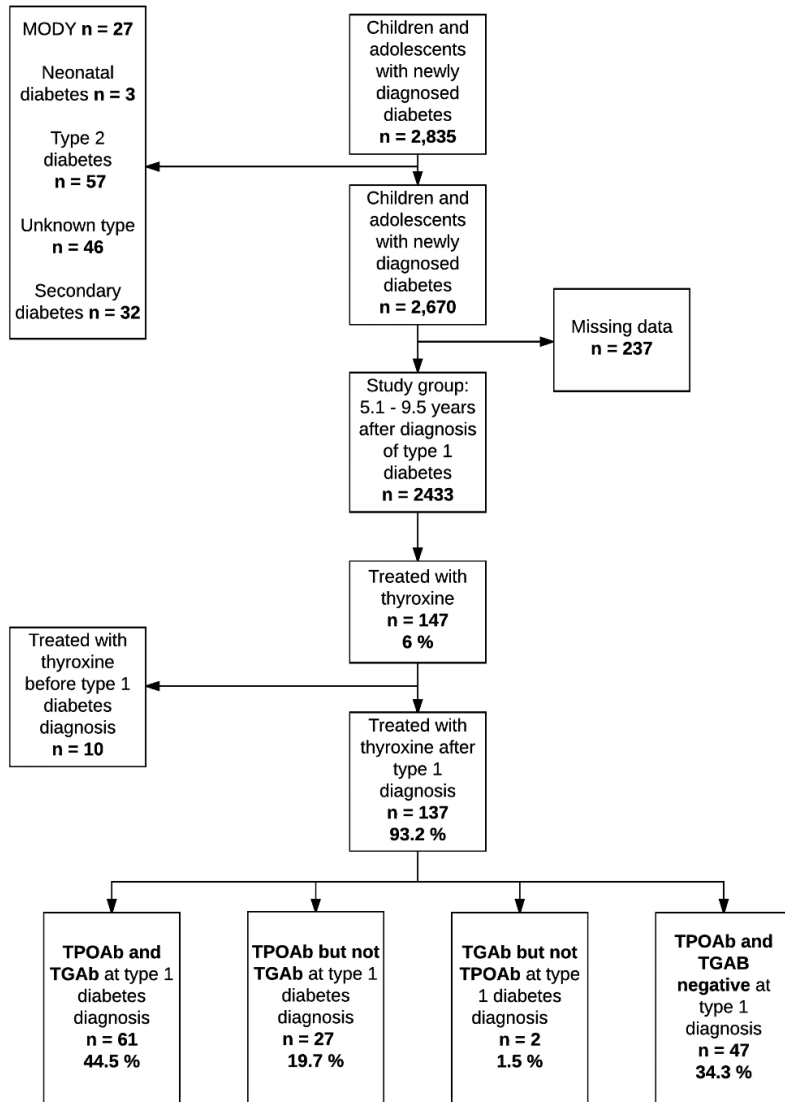 MODY n = 27
Neonatal
diabetes n = 3
Type 2
diabetes
n = 57
Unknown type
n = 46
Secondary
diabetes n = 32
Children and
adolescents
with newly
diagnosed
diabetes
n = 2,835
Children and
adolescents
with newly
diagnosed
diabetes
n = 2,670
Missing data
n = 237
Study group:
5.1 - 9.5 years
after diagnosis
of type 1
diabetes
n = 2433
Treated with
thyroxine
n = 147
6 %
Treated with
thyroxine
before type 1
diabetes
diagnosis
n = 10
Treated with
thyroxine after
type 1
diagnosis
n = 137
93.2 %
TPOAb and
TGAb at type 1
diabetes
diagnosis
n = 61
44.5 %
TPOAb but not
TGAb at type 1
diabetes
diagnosis
n = 27
19.7 %
TGAb but not
TPOAb at type
1 diabetes
diagnosis
n = 2
1.5 %
TPOAb and
TGAB
negative at
type 1
diagnosis
n = 47
34.3 %